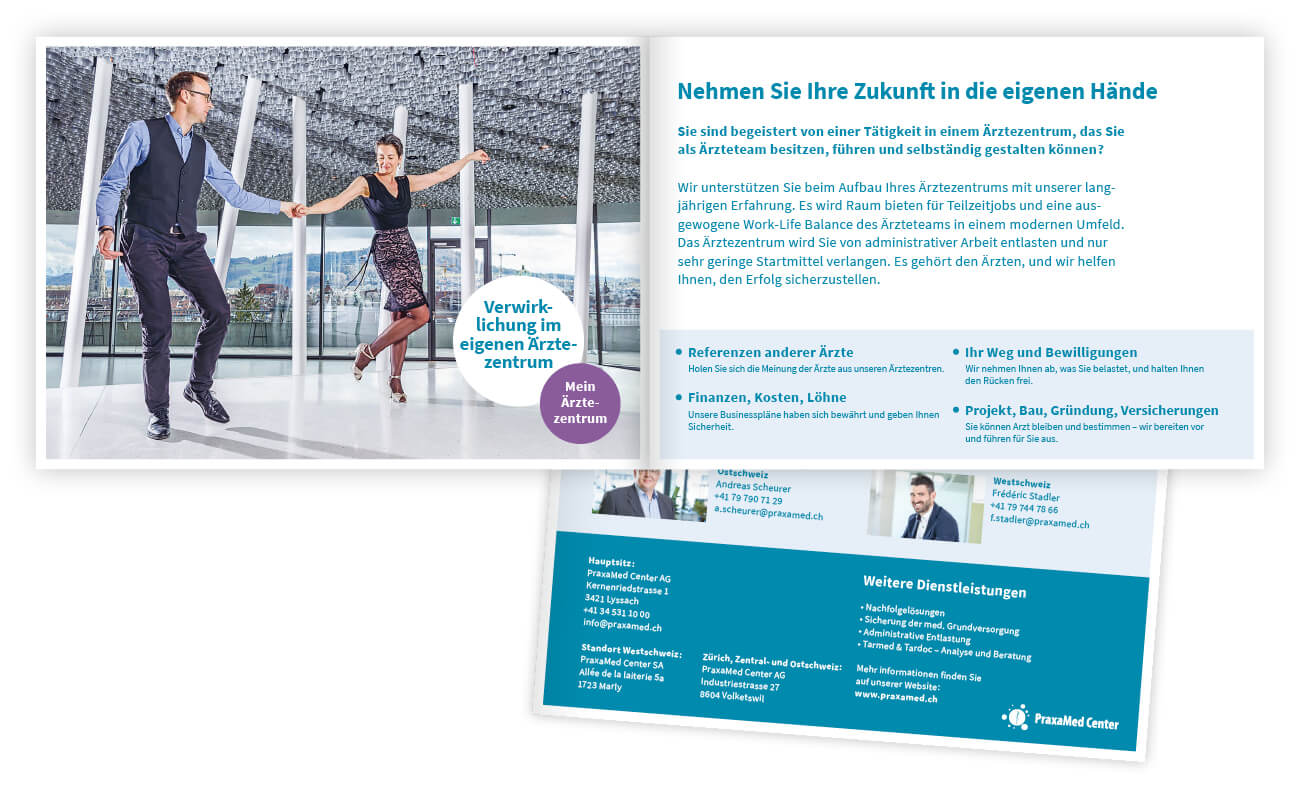 Verwirk-
lichung im
eigenen Ärzte-
zentrum
Mein
Ärzte-
zentrum
Nehmen Sie Ihre Zukunft in die eigenen Hände
Sie sind begeistert von einer Tätigkeit in einem Ärztezentrum, das Sie
als Ärzteteam besitzen, führen und selbständig gestalten können?
Wir unterstützen Sie beim Aufbau Ihres Ärztezentrums mit unserer lang-
jährigen Erfahrung. Es wird Raum bieten für Teilzeitjobs und eine aus-
gewogene Work-Life Balance des Ärzteteams in einem modernen Umfeld.
Das Ärztezentrum wird Sie von administrativer Arbeit entlasten und nur
sehr geringe Startmittel verlangen. Es gehört den Ärzten, und wir helfen
Ihnen, den Erfolg sicherzustellen.
• Referenzen anderer Ärzte
Holen Sie sich die Meinung der Ärzte aus unseren Ärztezentren.
• Finanzen, Kosten, Löhne
Unsere Businesspläne haben sich bewährt und geben Ihnen
Sicherheit.
• Ihr Weg und Bewilligungen
Wir nehmen Ihnen ab, was Sie belastet, und halten Ihnen
den Rücken frei.
• Projekt, Bau, Gründung, Versicherungen
Sie können Arzt bleiben und bestimmen – wir bereiten vor
und führen für Sie aus.
Ostschweiz
Andreas Scheurer
+41 79 790 71 29
a.scheurer@praxamed.ch
Westschweiz
Frédéric Stadler
+41 79 744 78 66
f.stadler@praxamed.ch
Hauptsitz:
PraxaMed Center AG
Kernenriedstrasse 1
3421 Lyssach
+41 34 531 10 00
info@praxamed.ch
Standort Westschweiz:
PraxaMed Center SA
Allée de la laiterie 5a
1723 Marly
Zürich, Zentral- und Ostschweiz:
PraxaMed Center AG
Industriestrasse 27
8604 Volketswil
Weitere Dienstleistungen
• Nachfolgelösungen
• Sicherung der med. Grundversorgung
• Administrative Entlastung
• Tarmed & Tardoc – Analyse und Beratung
Mehr Informationen finden Sie
auf unserer Website:
www.praxamed.ch
PraxaMed Center